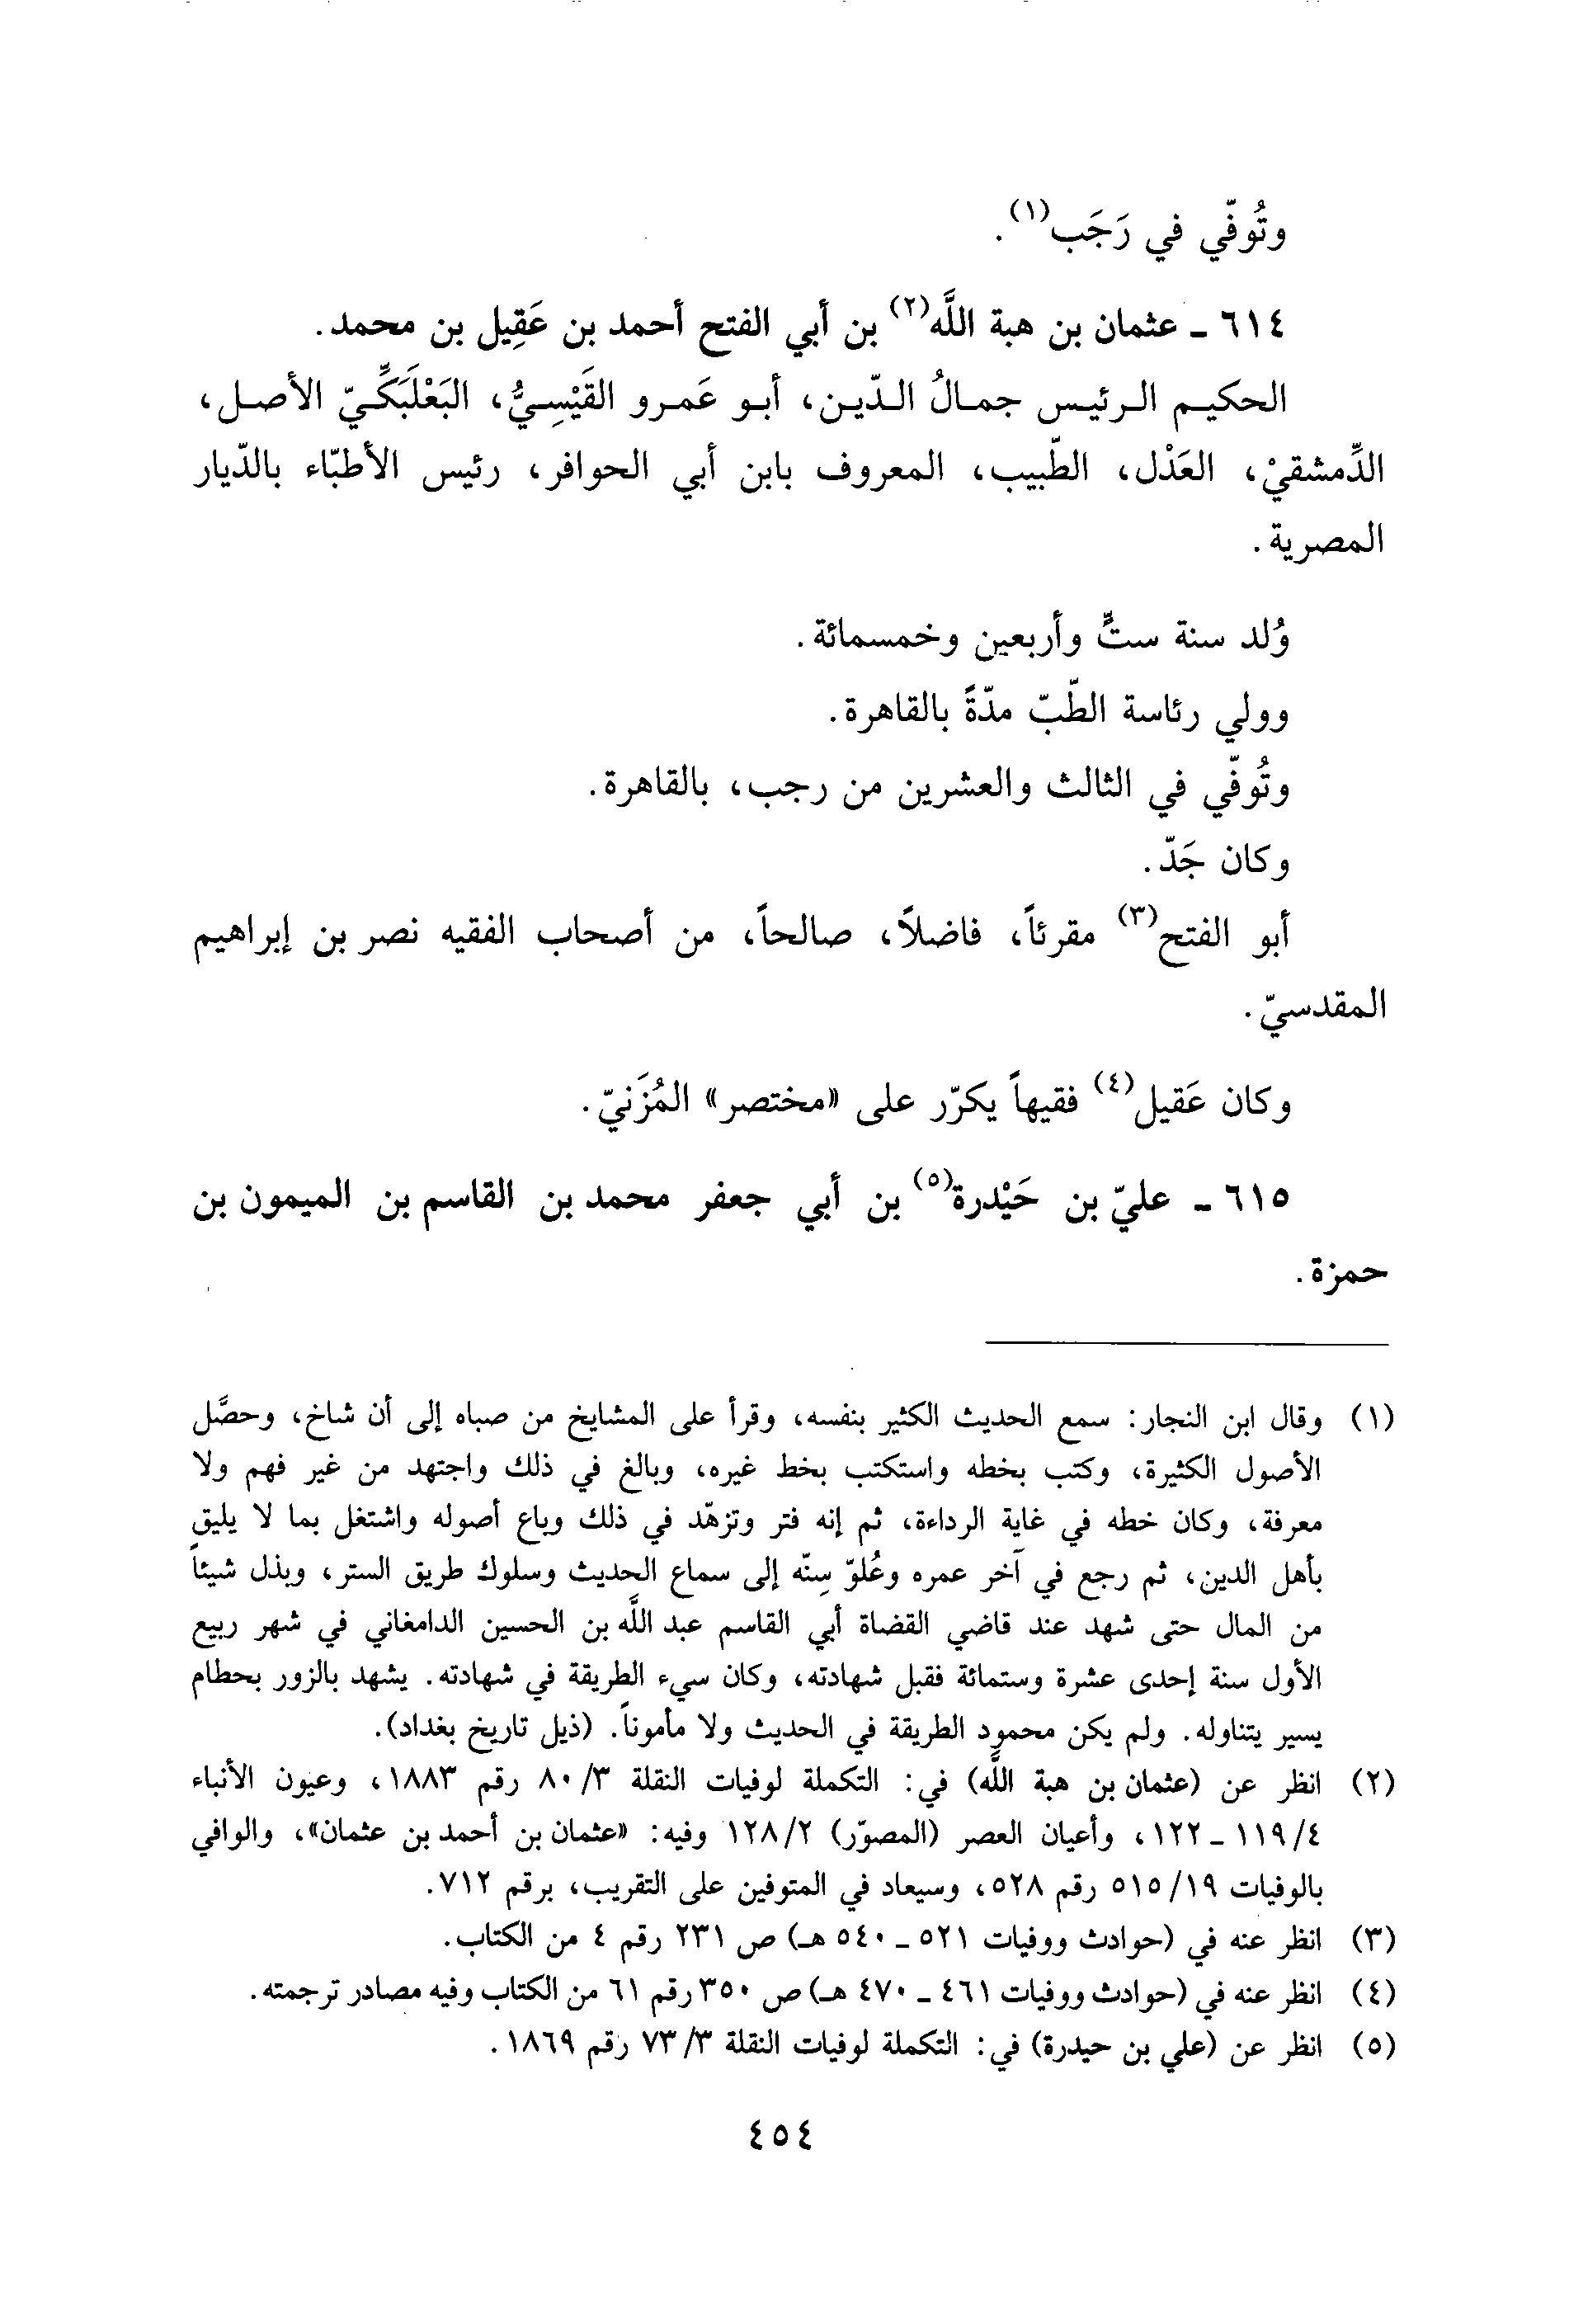 وتُوفّي في رَجَب(١).
٦١٤ ـ عثمان بن هبة اللَّه(٢) بن أبي الفتح أحمد بن عَقِيل بن محمد.
الحكيم الرئيس جمالُ الدّين، أبو عَمرو القَيْسِيُّ، البَعْلَبَكِّيّ الأصل،
الدِّمشقيْ، العَدْل، الطّبيب، المعروف بابن أبي الحوافر، رئيس الأطبّاء بالدّيار
المصرية.
وُلد سنة ستٍّ وأربعين وخمسمائة.
وولي رئاسة الطّبّ مدّةً بالقاهرة.
وتُوفّي في الثالث والعشرين من رجب، بالقاهرة.
وكان جَدّ.
أبو الفتح(٣) مقرئاً، فاضلاً، صالحاً، من أصحاب الفقيه نصر بن إبراهيم
المقدسيّ.
وكان عَقيل(٤) فقيهاً يكرّر على «مختصر» المُزَنيّ.
٦١٥ ـ عليّ بن حَيْدرة(٥) بن أبي جعفر محمد بن القاسم بن الميمون بن
حمزة.
(١) وقال ابن النجار: سمع الحديث الكثير بنفسه، وقرأ على المشايخ من صباه إلى أن شاخ، وحصَّل
الأصول الكثيرة، وكتب بخطه واستكتب بخط غيره، وبالغ في ذلك واجتهد من غير فهم ولا
معرفة، وكان خطه في غاية الرداءة، ثم إنه فتر وتزهّد في ذلك وباع أصوله واشتغل بما لا يليق
بأهل الدين، ثم رجع في آخر عمره وعُلوّ سِنّه إلى سماع الحديث وسلوك طريق الستر، وبذل شيئاً
من المال حتى شهد عند قاضي القضاة أبي القاسم عبد اللَّه بن الحسين الدامغاني في شهر ربيع
الأول سنة إحدى عشرة وستمائة فقبل شهادته، وكان سيء الطريقة في شهادته. يشهد بالزور بحطام
يسير يتناوله. ولم يكن محمود الطريقة في الحديث ولا مأموناً. (ذيل تاريخ بغداد).
(٢) انظر عن (عثمان بن هبة اللَّه) في: التكملة لوفيات النقلة ٨٠/٣ رقم ١٨٨٣، وعيون الأنباء
١١٩/٤ ـ ١٢٢، وأعيان العصر (المصوّر) ١٢٨/٢ وفيه: «عثمان بن أحمد بن عثمان»، والوافي
بالوفيات ٥١٥/١٩ رقم ٥٢٨، وسيعاد في المتوفين على التقريب، برقم ٧١٢.
(٣) انظر عنه في (حوادث ووفيات ٥٢١ ـ ٥٤٠ هـ) ص ٢٣١ رقم ٤ من الكتاب.
(٤) انظر عنه في (حوادث ووفيات ٤٦١ ـ ٤٧٠ هـ) ص ٣٥٠ رقم ٦١ من الكتاب وفيه مصادر ترجمته.
(٥) انظر عن (علي بن حيدرة) في: التكملة لوفيات النقلة ٧٣/٣ رقم ١٨٦٩.
٤٥٤